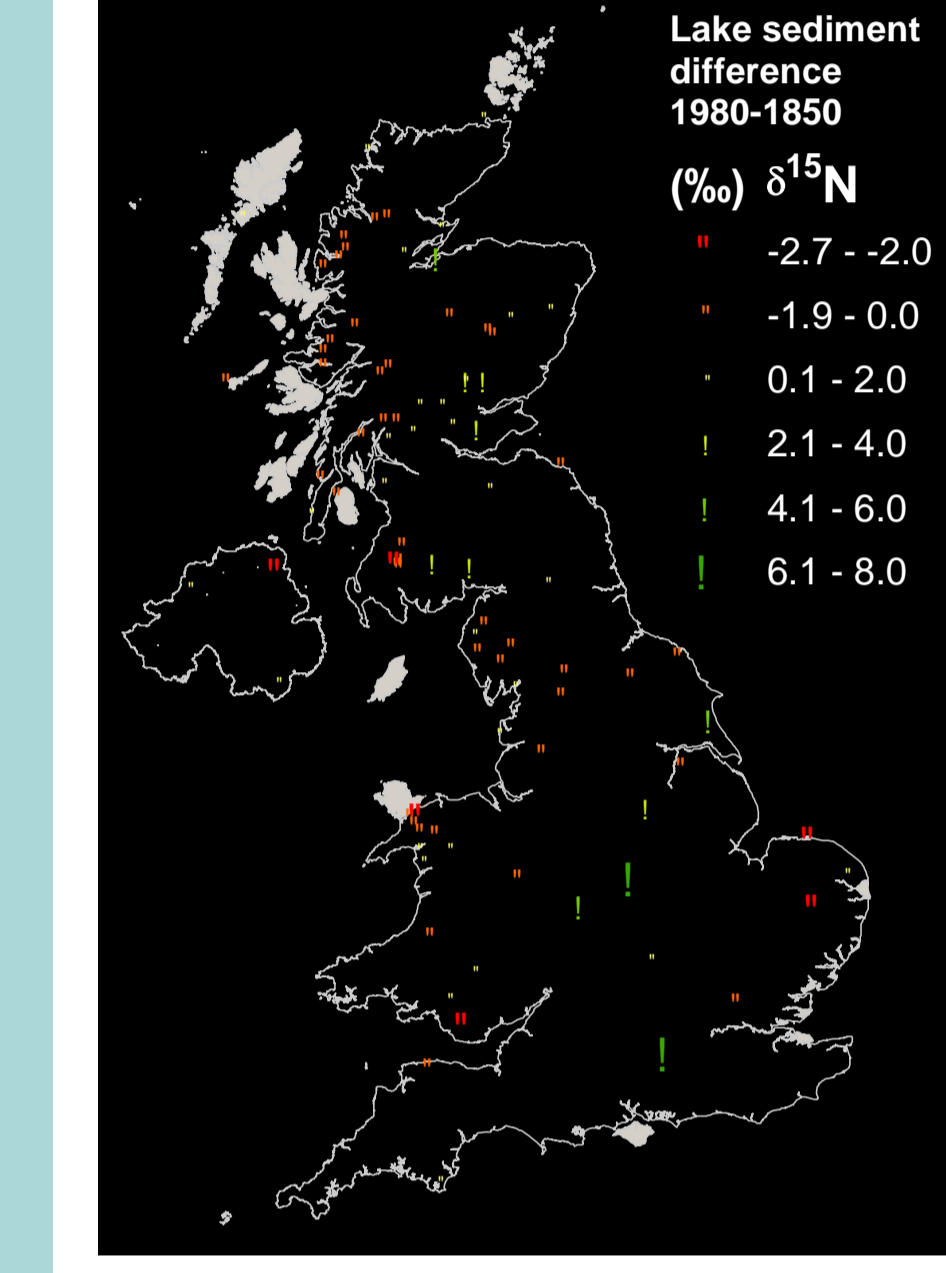 Lake sediment
difference
1980-1850
(‰) δ15N
" -2.7 - -2.0
" -1.9 - 0.0
" 0.1 - 2.0
! 2.1 - 4.0
! 4.1 - 6.0
! 6.1 - 8.0